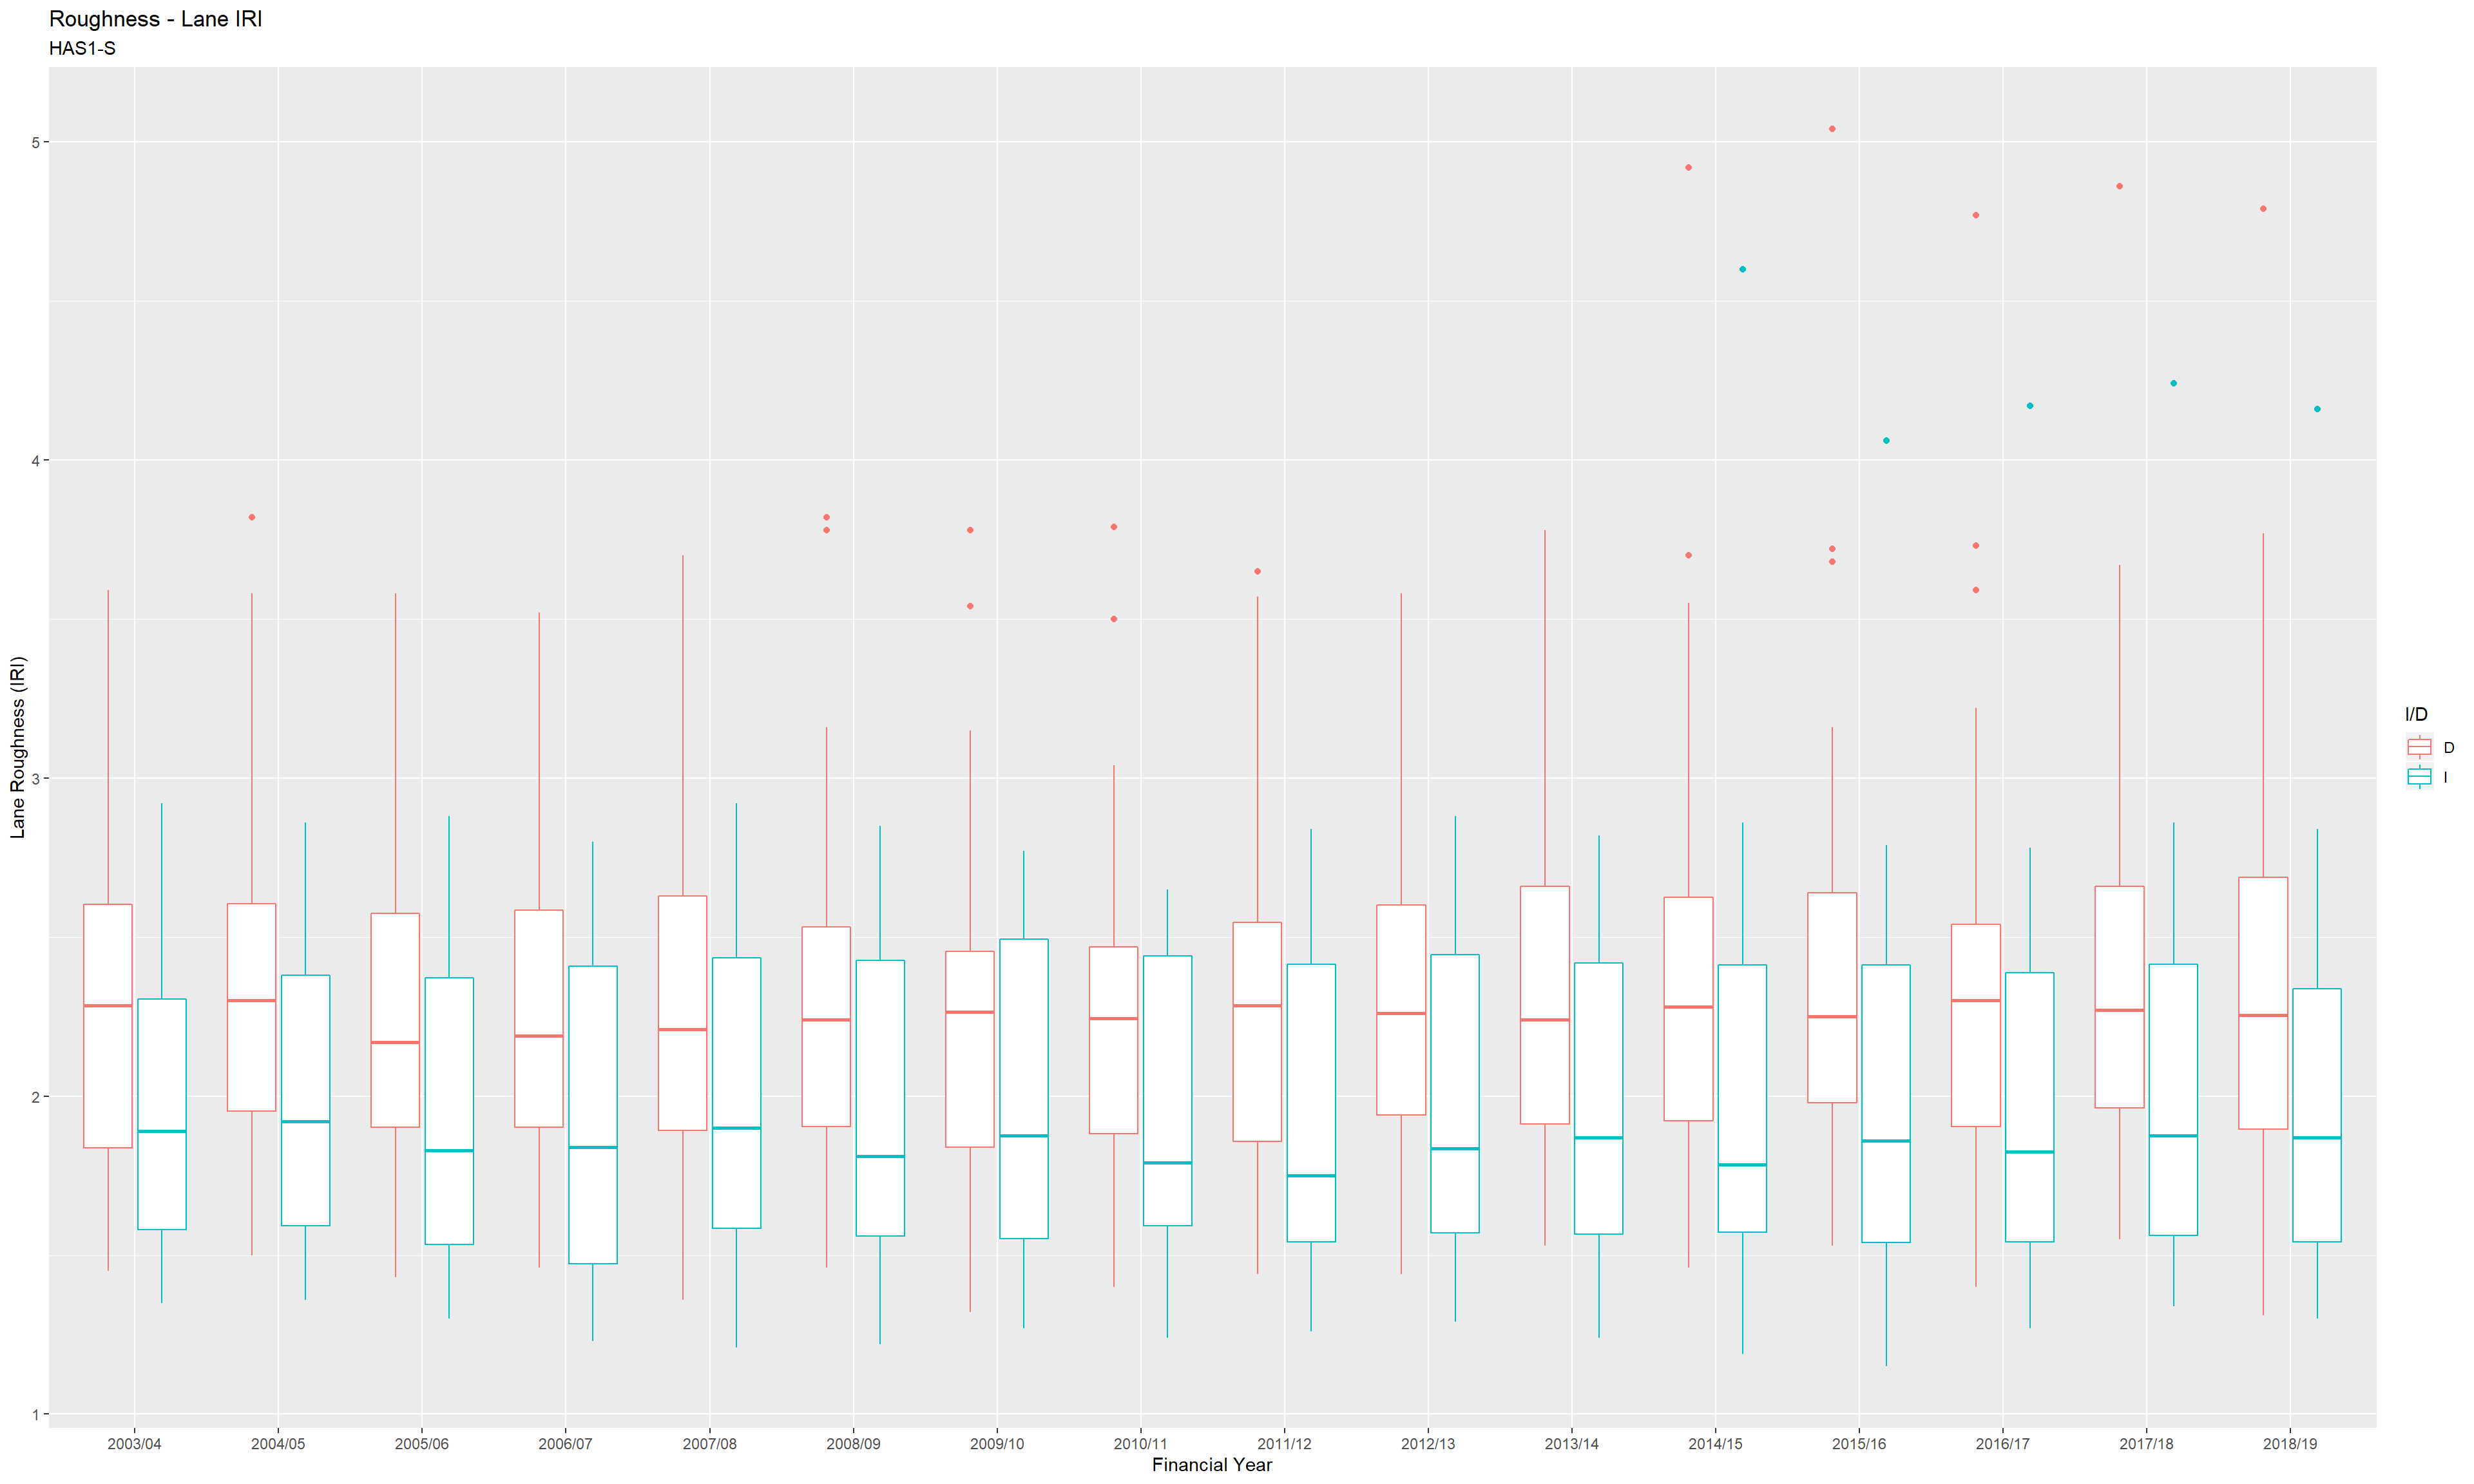 Roughness - Lane IRI
HAS1-S
Lane Roughness (IRI)
5
4
3
2
1
2003/04 2004/05 2005/06 2006/07 2007/08 2008/09 2009/10 2010/11 2011/12 2012/13 2013/14 2014/15 2015/16 2016/17 2017/18 2018/19
Financial Year
I/D
D
I